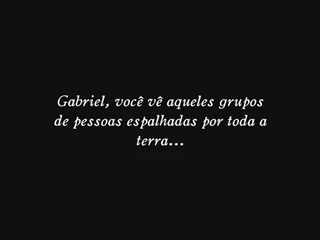 Gabriel, você vê aqueles grupos
de pessoas espalhadas por toda a
terra...